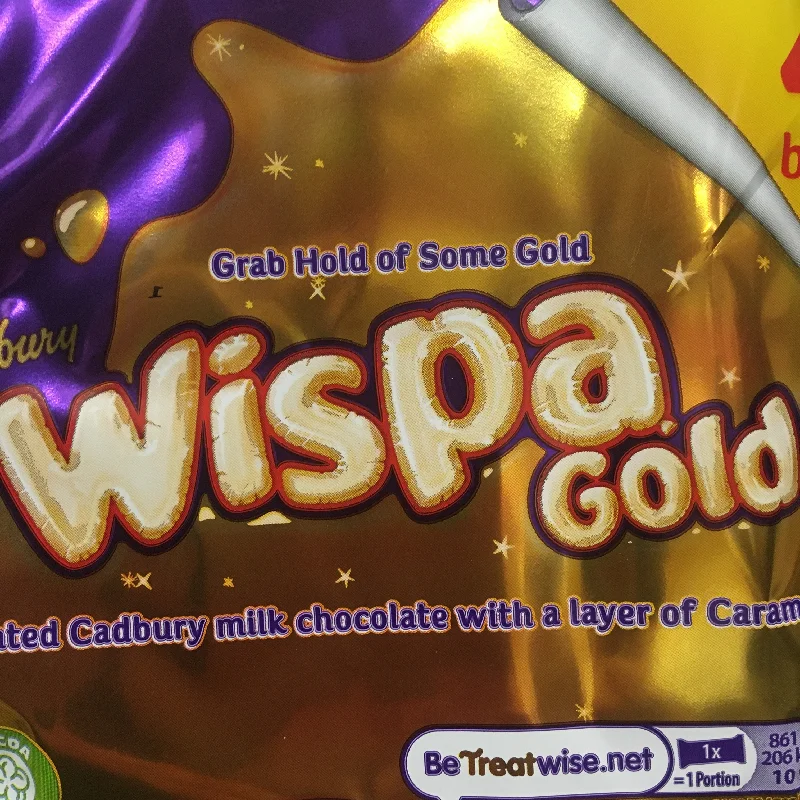 Grab Hold of Some Gold
bury
Wispa
Gold
ated Cadbury milk chocolate with a layer of Caram
COA
BeTreatwise.net
1x
= 1 Portion
861
206
10